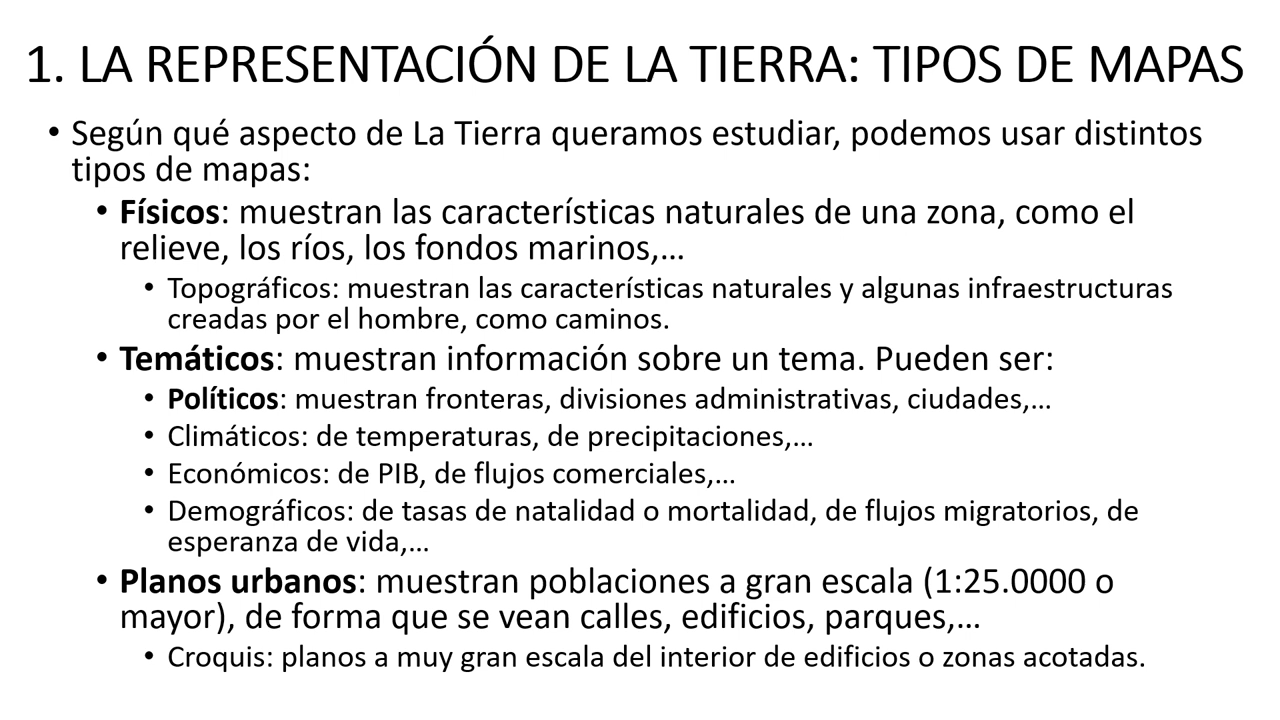 1. LA REPRESENTACIÓN DE LA TIERRA: TIPOS DE MAPAS
• Según qué aspecto de La Tierra queramos estudiar, podemos usar distintos
tipos de mapas:
• Físicos: muestran las características naturales de una zona, como el
relieve, los ríos, los fondos marinos,…
• Topográficos: muestran las características naturales y algunas infraestructuras
creadas por el hombre, como caminos.
• Temáticos: muestran información sobre un tema. Pueden ser:
• Políticos: muestran fronteras, divisiones administrativas, ciudades,…
• Climáticos: de temperaturas, de precipitaciones,…
• Económicos: de PIB, de flujos comerciales,…
• Demográficos: de tasas de natalidad o mortalidad, de flujos migratorios, de
esperanza de vida,…
• Planos urbanos: muestran poblaciones a gran escala (1:25.0000 o
mayor), de forma que se vean calles, edificios, parques,…
• Croquis: planos a muy gran escala del interior de edificios o zonas acotadas.